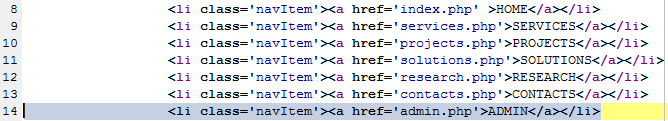 8 <li class='navItem'><a href='index.php' >HOME</a></li>
9 <li class='navItem'><a href='services.php'>SERVICES</a></li>
10 <li class='navItem'><a href='projects.php'>PROJECTS</a></li>
11 <li class='navItem'><a href='solutions.php'>SOLUTIONS</a></li>
12 <li class='navItem'><a href='research.php'>RESEARCH</a></li>
13 <li class='navItem'><a href='contacts.php'>CONTACTS</a></li>
14 <li class='navItem'><a href='admin.php'>ADMIN</a></li>